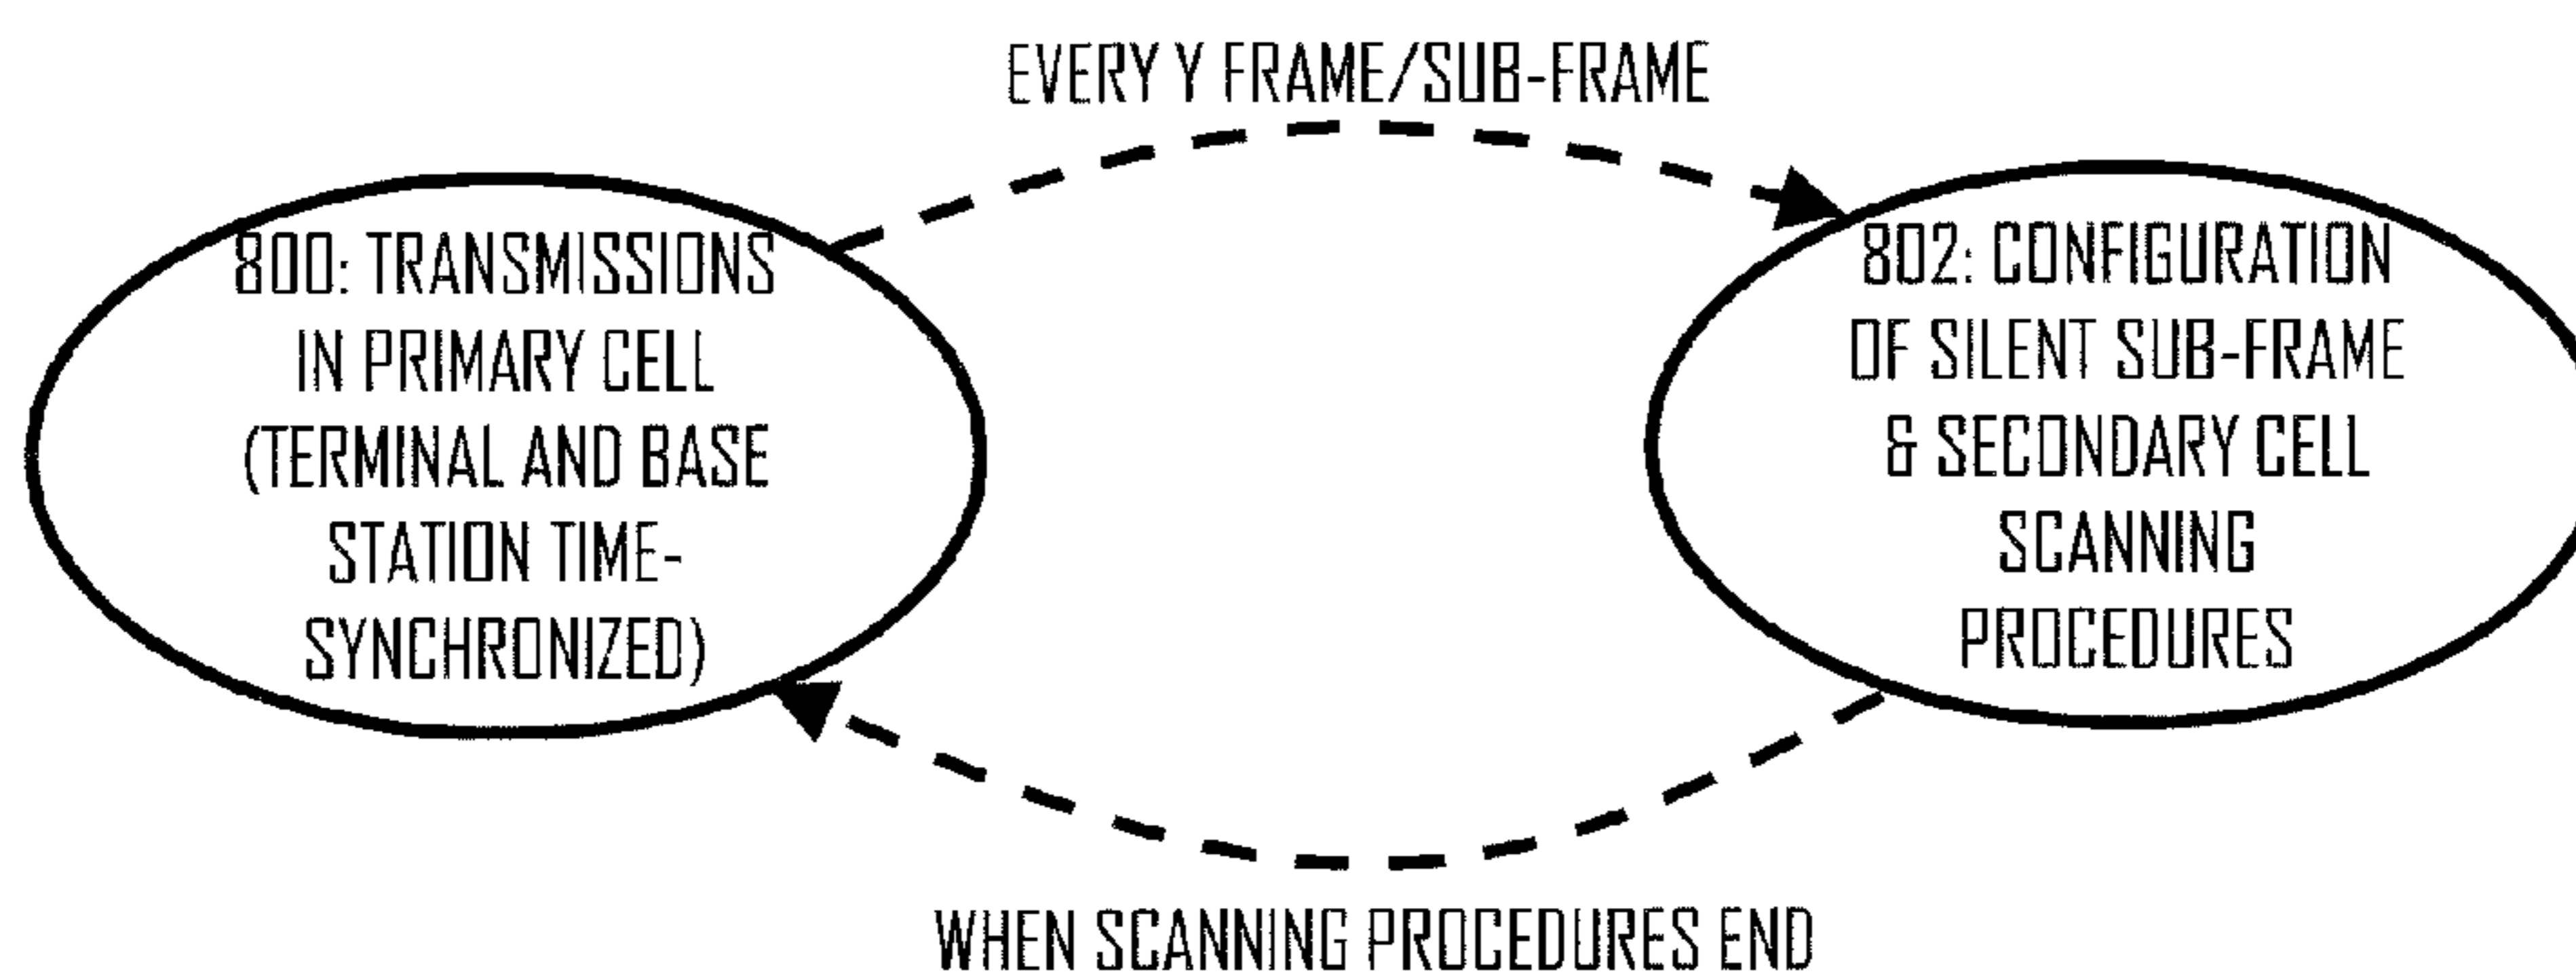 EVERY Y FRAME/SUB-FRAME
800: TRANSMISSIONS
IN PRIMARY CELL
(TERMINAL AND BASE
STATION TIME-
SYNCHRONIZED)
802: CONFIGURATION
OF SILENT SUB-FRAME
& SECONDARY CELL
SCANNING
PROCEDURES
WHEN SCANNING PROCEDURES END